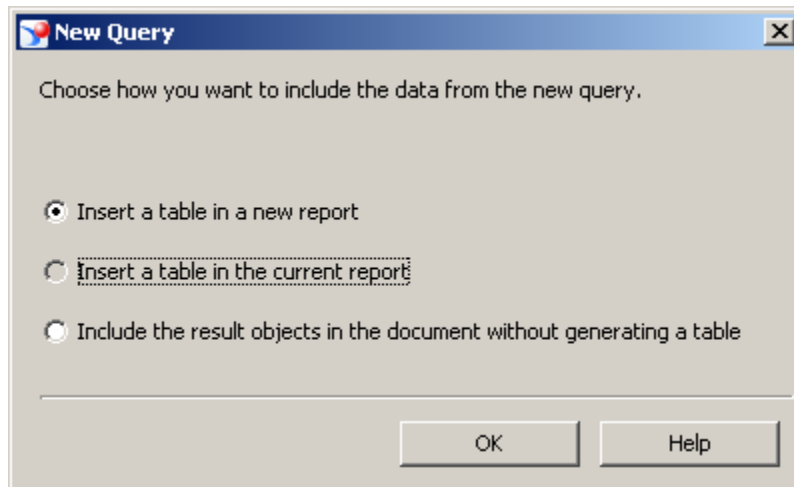 New Query
Choose how you want to include the data from the new query.
Insert a table in a new report
Insert a table in the current report
Include the result objects in the document without generating a table
OK
Help